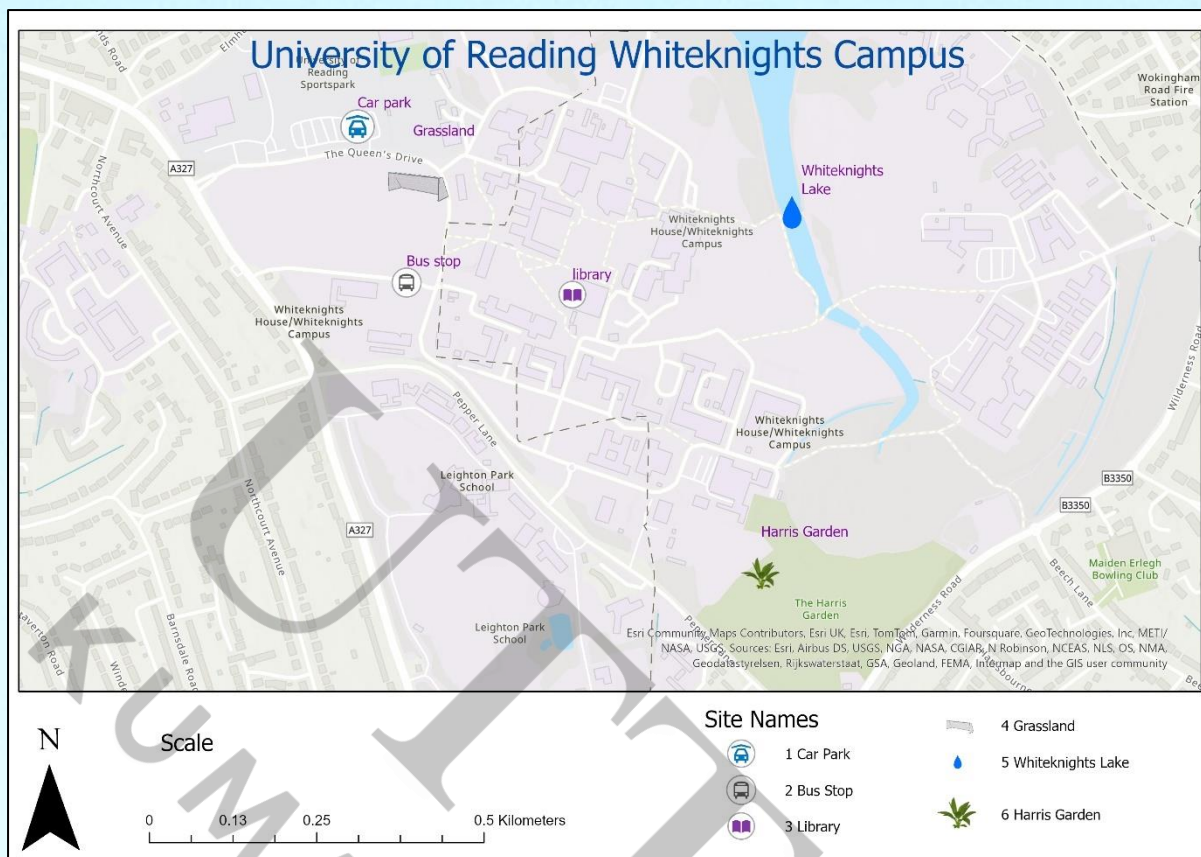 University of Reading Whiteknights Campus
University of
Reading
Sportspark
Car park
Grassland
The Queen's Drive
A327
Northcourt Avenue
Wokingham
Road Fire
Station
Whiteknights
Lake
Whiteknights
House/Whiteknights
Campus
Bus stop
library
Whiteknights
House/Whiteknights
Campus
Pepper Lane
Wilderness Road
Whiteknights
House/Whiteknights
Campus
Leighton Park
School
B3350
B3350
Northcourt Avenue
A327
Harris Garden
Maiden Erlegh
Bowling Club
Beech Lane
The Harris
Garden
Wilderness Road
Barnsdale Road
Leighton Park
School
Esri Community Maps Contributors, Esri UK, Esri, TomTom, Garmin, Foursquare, GeoTechnologies, Inc, METI/
NASA, USGS, Sources: Esri, Airbus DS, USGS, NGA, NASA, CGIAR, N Robinson, NCEAS, NLS, OS, NMA,
Geodatastyrelsen, Rijkswaterstaat, GSA, Geoland, FEMA, Intermap and the GIS user community
N
Scale
0 0.13 0.25 0.5 Kilometers
Site Names
1 Car Park
2 Bus Stop
3 Library
4 Grassland
5 Whiteknights Lake
6 Harris Garden